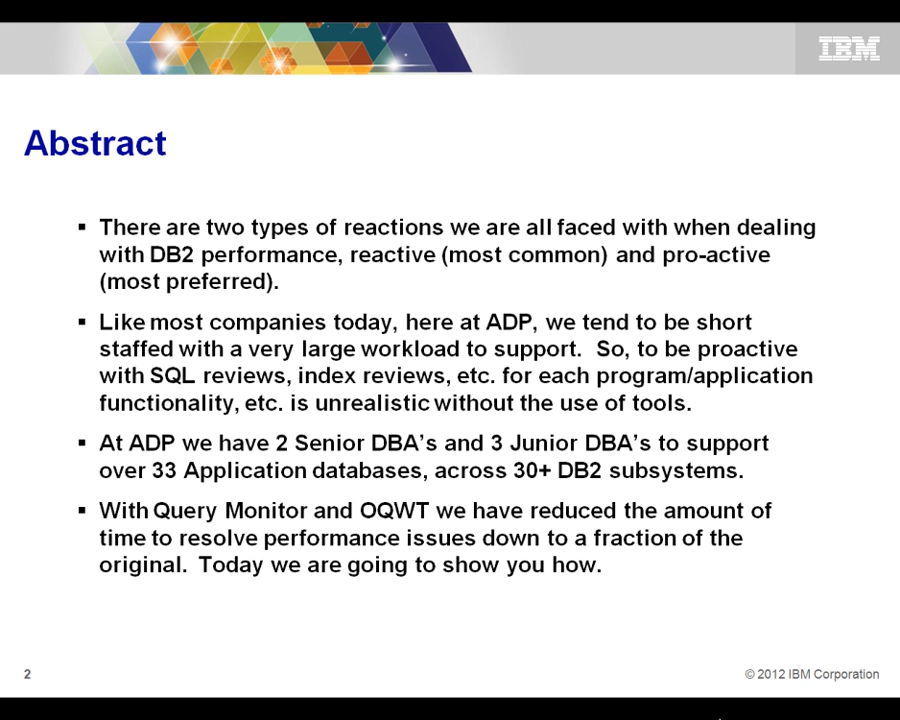 IBM
Abstract
▪ There are two types of reactions we are all faced with when dealing
with DB2 performance, reactive (most common) and pro-active
(most preferred).
▪ Like most companies today, here at ADP, we tend to be short
staffed with a very large workload to support.  So, to be proactive
with SQL reviews, index reviews, etc. for each program/application
functionality, etc. is unrealistic without the use of tools.
▪ At ADP we have 2 Senior DBA’s and 3 Junior DBA’s to support
over 33 Application databases, across 30+ DB2 subsystems.
▪ With Query Monitor and OQWT we have reduced the amount of
time to resolve performance issues down to a fraction of the
original.  Today we are going to show you how.
2
© 2012 IBM Corporation